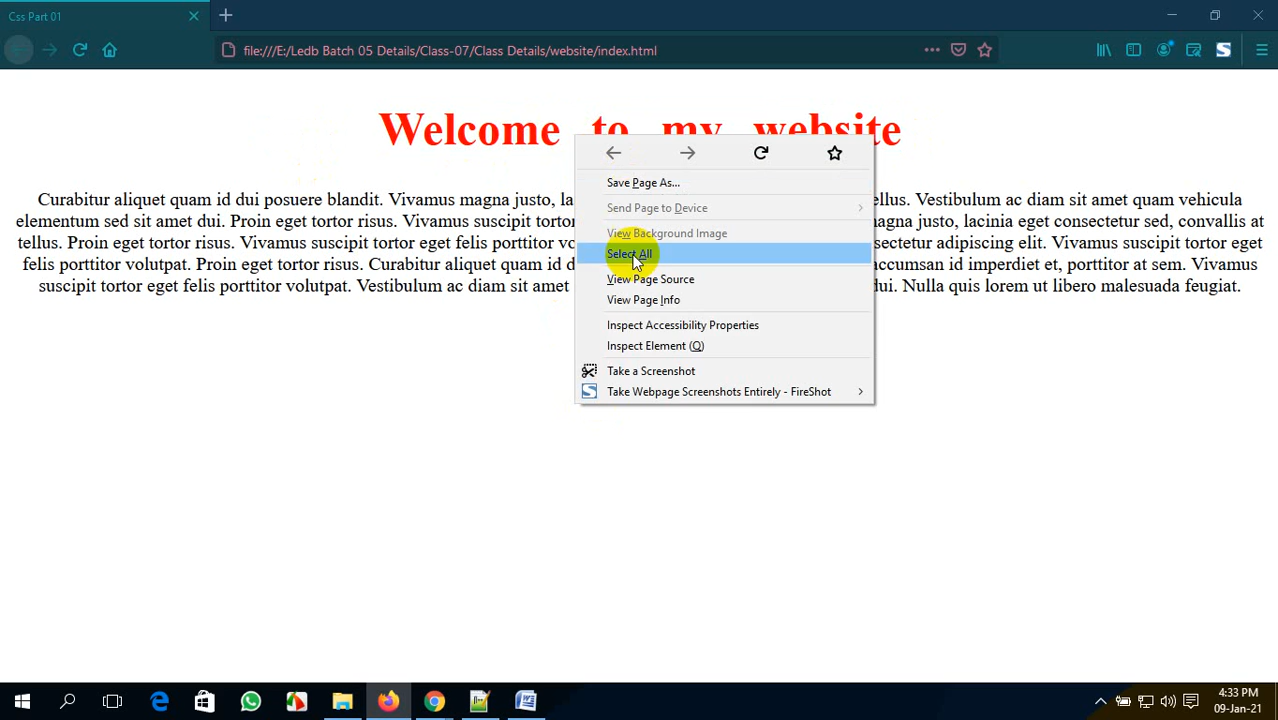 Css Part 01
file:///E:/Ledb Batch 05 Details/Class-07/Class Details/website/index.html
Welcome to my website
Save Page As...
Send Page to Device
View Background Image
Select All
View Page Source
View Page Info
Inspect Accessibility Properties
Inspect Element (Q)
Take a Screenshot
Take Webpage Screenshots Entirely - FireShot
Curabitur aliquet quam id dui posuere blandit. Vivamus magna justo, eget consectetur sed, convallis at tellus. Vestibulum ac diam sit amet quam vehicula
elementum sed sit amet dui. Proin eget tortor risus. Vivamus suscipit magna justo, lacinia eget consectetur sed, convallis at
tellus. Proin eget tortor risus. Vivamus suscipit tortor eget felis porttitor adipiscing elit. Vivamus suscipit tortor eget felis
porttitor volutpat. Proin eget tortor risus. Curabitur aliquet quam id accumsan id imperdiet et, porttitor at sem. Vivamus
suscipit tortor eget felis porttitor volutpat. Vestibulum ac diam sit amet dui. Nulla quis lorem ut libero malesuada feugiat.
4:33 PM
09-Jan-21